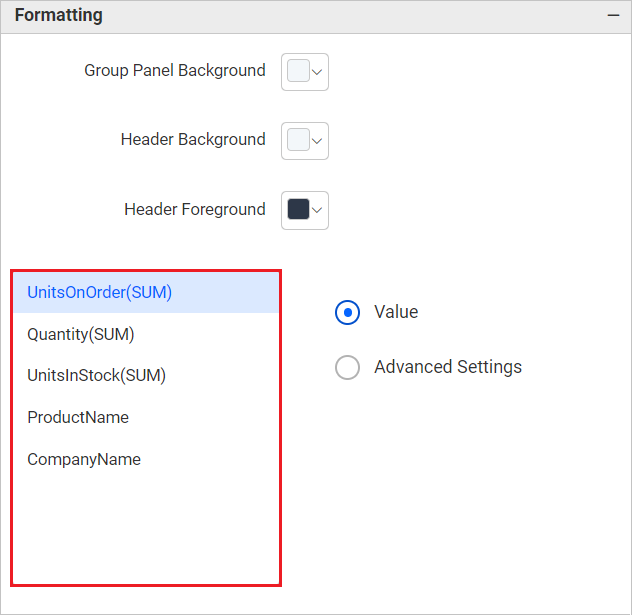 Formatting
Group Panel Background
Header Background
Header Foreground
UnitsOnOrder(SUM)
Quantity(SUM)
UnitsInStock(SUM)
ProductName
CompanyName
Value
Advanced Settings